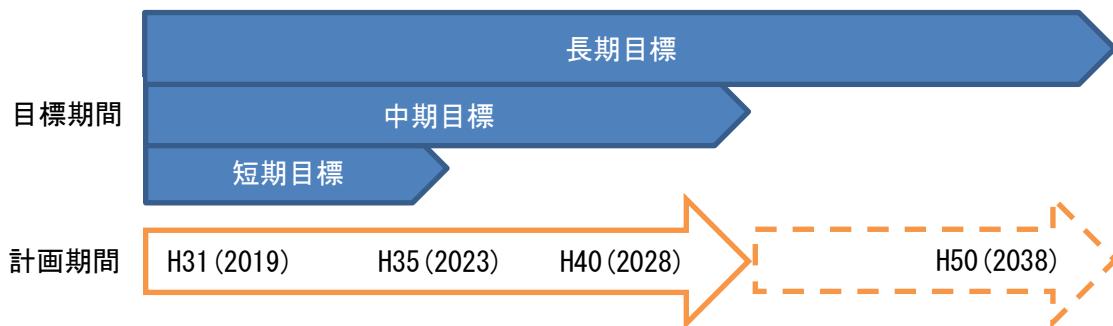 長期目標
目標期間
中期目標
短期目標
計画期間
H31(2019)
H35(2023)
H40(2028)
H50(2038)